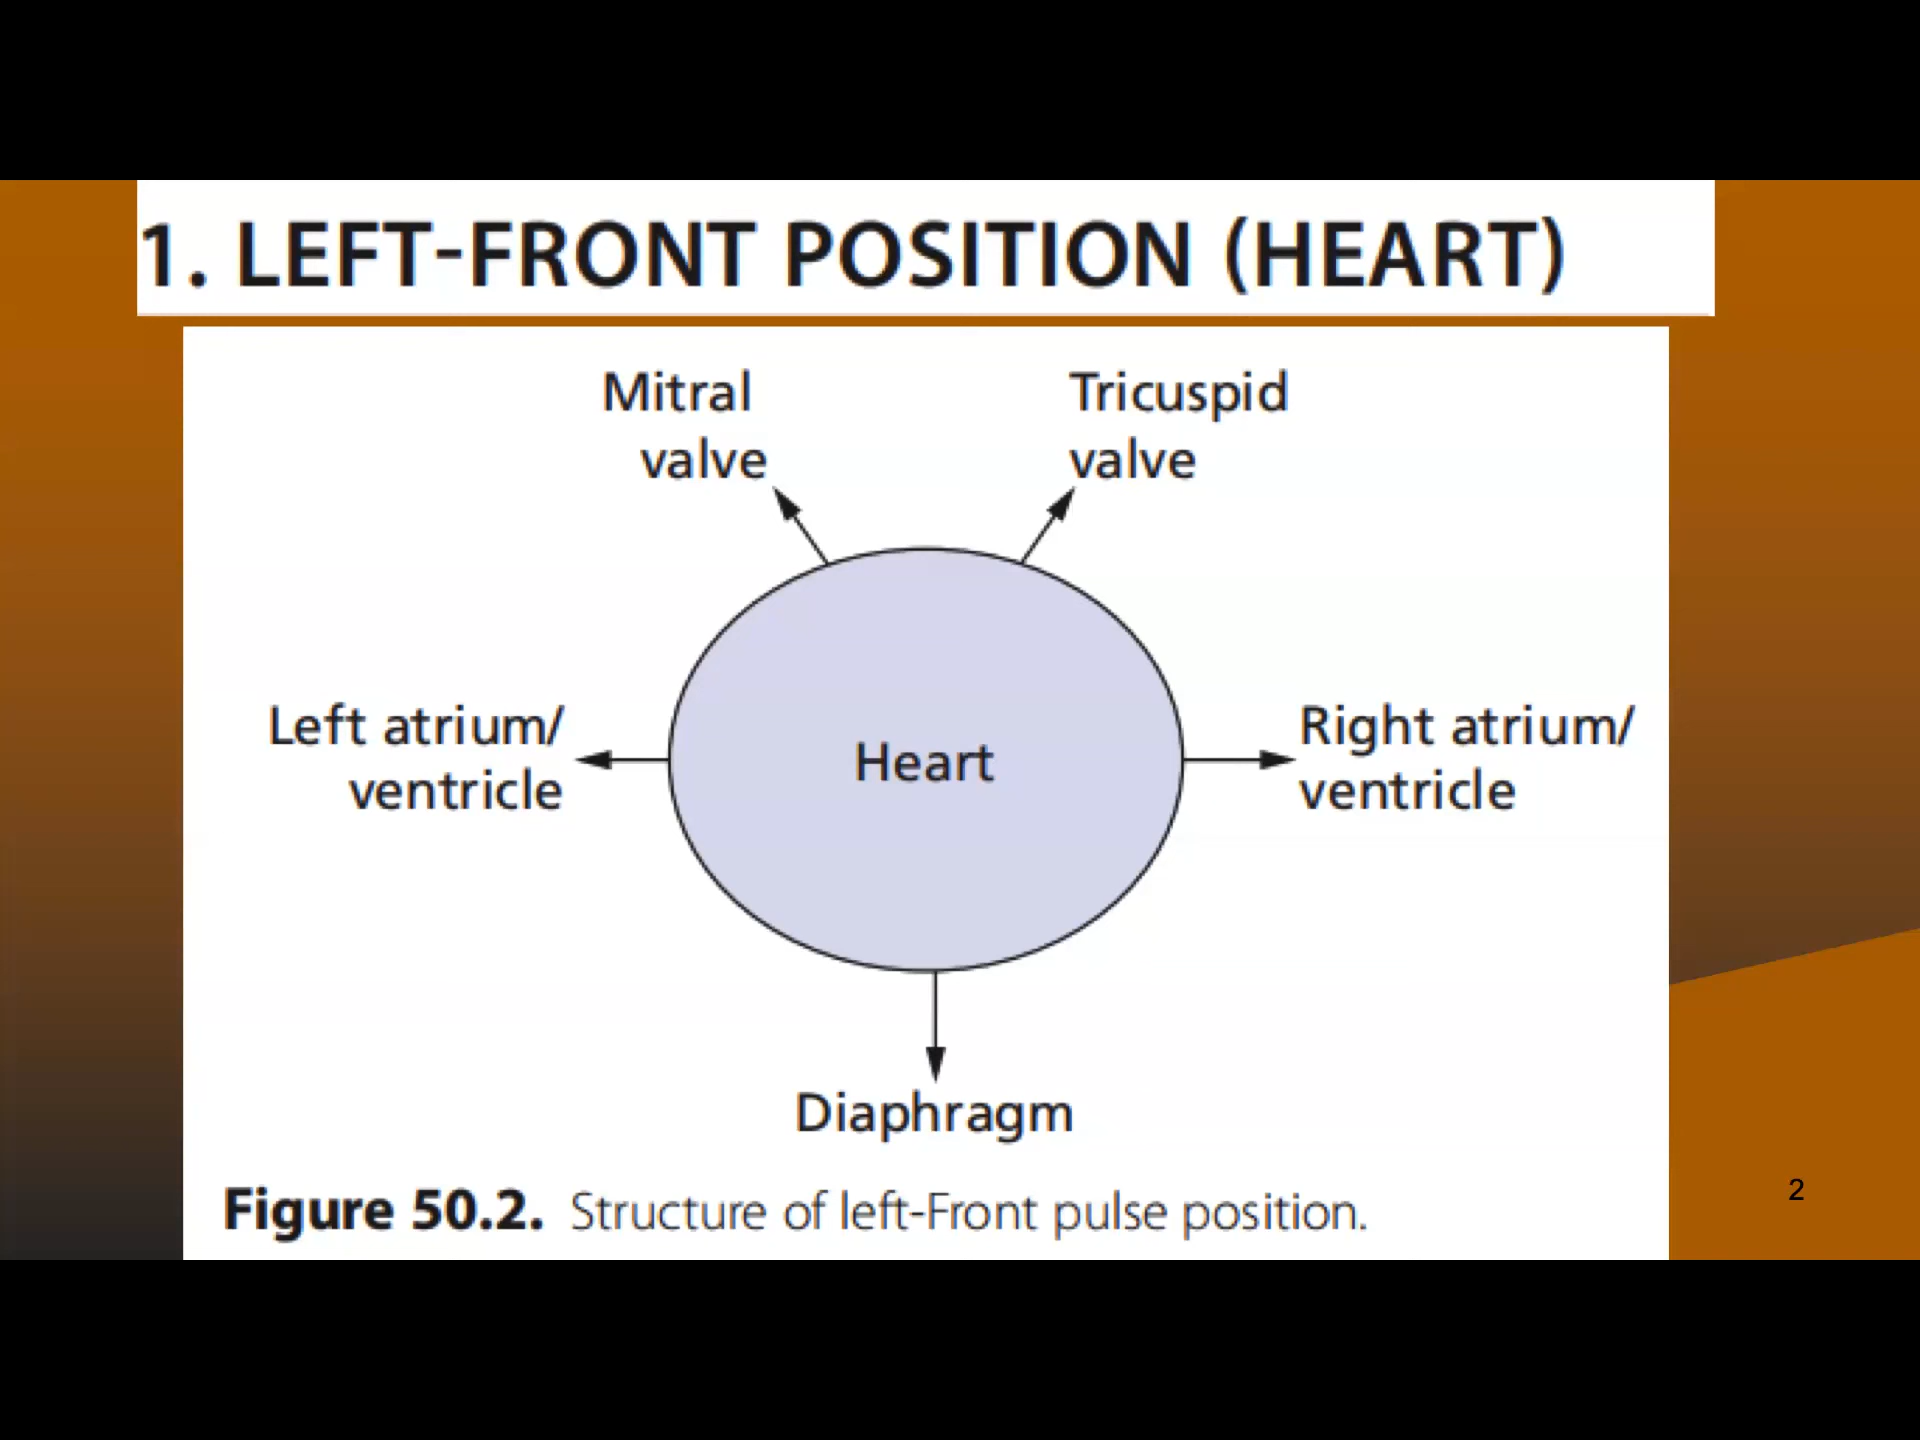 1. LEFT-FRONT POSITION (HEART)
Mitral
valve
Tricuspid
valve
Left atrium/
ventricle
Heart
Right atrium/
ventricle
Diaphragm
Figure 50.2. Structure of left-Front pulse position.
2